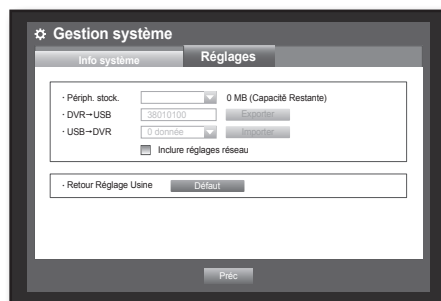 Gestion système
Info système Réglages
· Périph. stock. 0 MB (Capacitê Restante)
· DVR→USB 38010100 Exporter
· USB→DVR 0 donnée Importer
Inclure réglages réseau
· Retour Réglage Usine Défaut
Préc